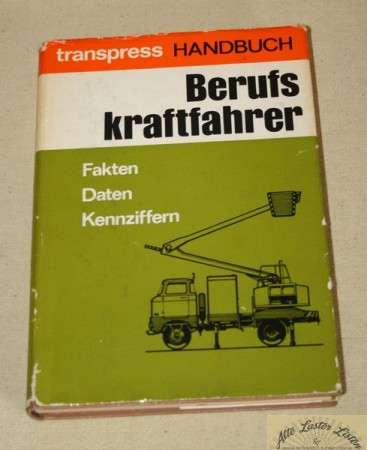 transpress HANDBUCH
Berufs
kraftfahrer
Fakten
Daten
Kennziffern
Alte Laster Listen